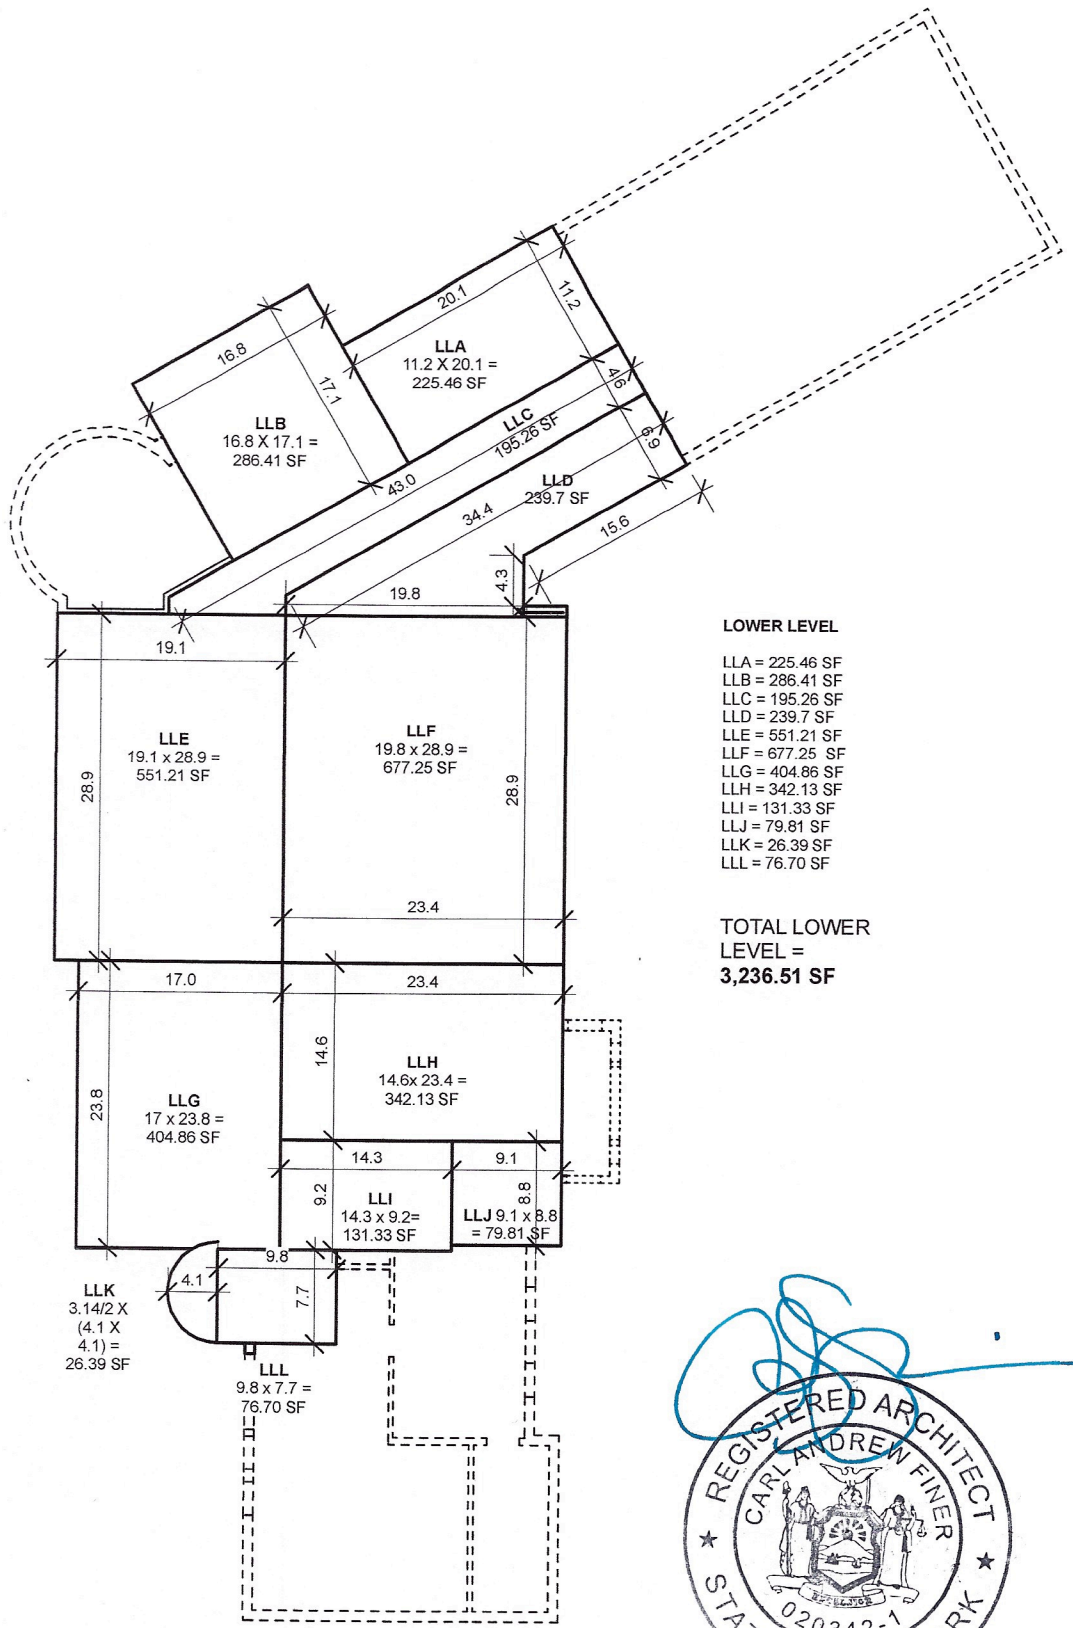 20.1
11.2
LLA
11.2 X 20.1 =
225.46 SF
16.8
17.1
4.6
LLB
16.8 X 17.1 =
286.41 SF
LLC
195.26 SF
6.9
43.0
LLD
239.7 SF
34.4
15.6
4.3
19.8
19.1
LLE
19.1 x 28.9 =
551.21 SF
28.9
LLF
19.8 x 28.9 =
677.25 SF
28.9
23.4
LOWER LEVEL
LLA = 225.46 SF
LLB = 286.41 SF
LLC = 195.26 SF
LLD = 239.7 SF
LLE = 551.21 SF
LLF = 677.25 SF
LLG = 404.86 SF
LLH = 342.13 SF
LLI = 131.33 SF
LLJ = 79.81 SF
LLK = 26.39 SF
LLL = 76.70 SF
TOTAL LOWER
LEVEL =
3,236.51 SF
17.0
23.4
14.6
LLH
14.6x 23.4 =
342.13 SF
23.8
LLG
17 x 23.8 =
404.86 SF
14.3
9.1
9.2
8.8
LLI
14.3 x 9.2=
131.33 SF
LLJ 9.1 x 8.8
= 79.81 SF
9.8
4.1
7.7
LLK
3.14/2 X
(4.1 X
4.1) =
26.39 SF
LLL
9.8 x 7.7 =
76.70 SF
REGISTERED ARCHITECT
CARL ANDREW FINER
EXCELSIOR
020242-1